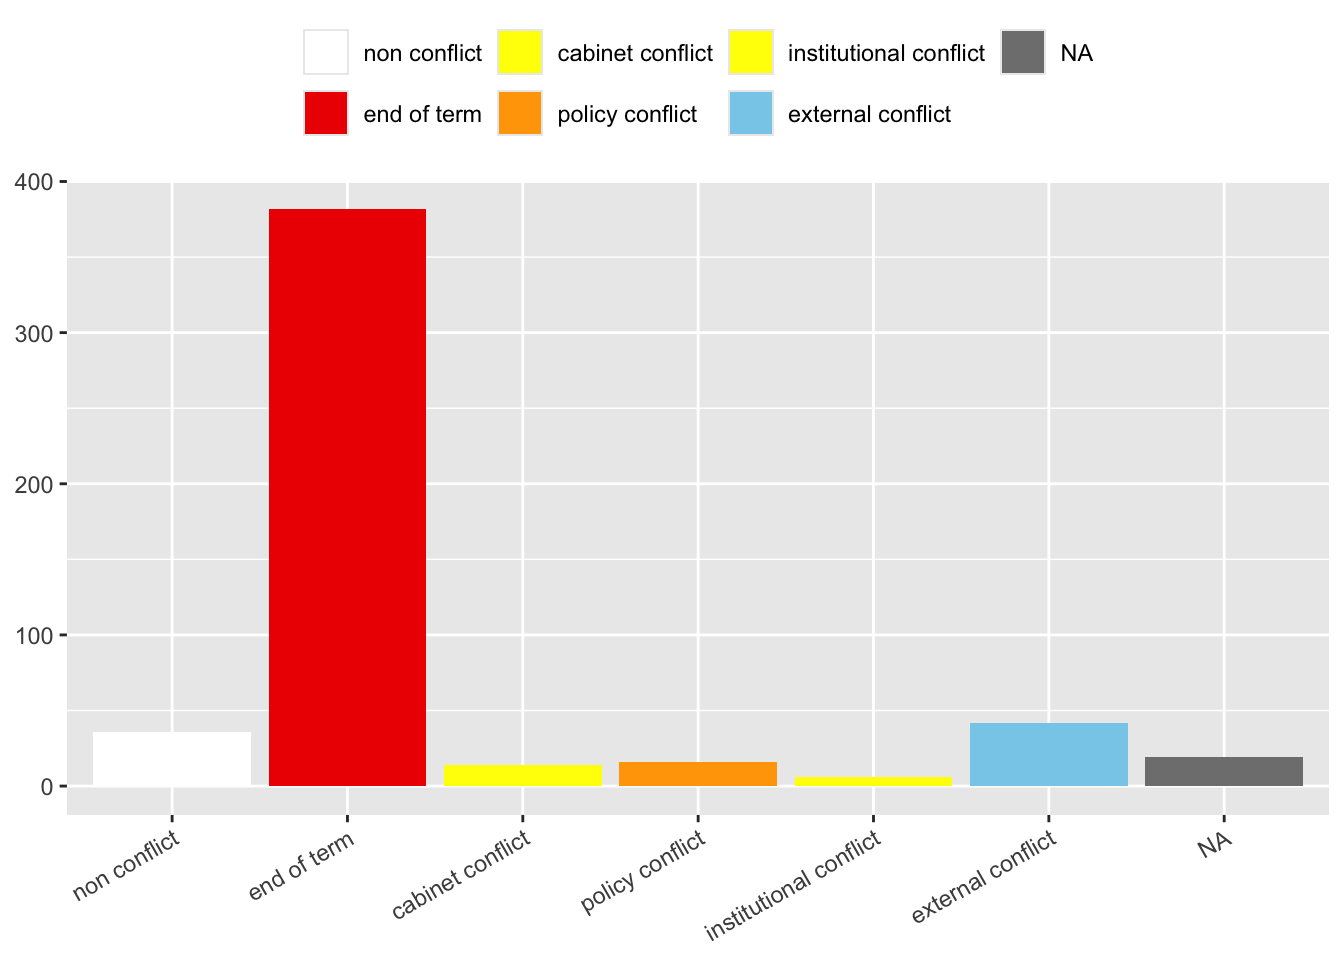 non conflict cabinet conflict institutional conflict NA
end of term policy conflict external conflict
400
300
200
100
0
non conflict
end of term
cabinet conflict
policy conflict
institutional conflict
external conflict
NA